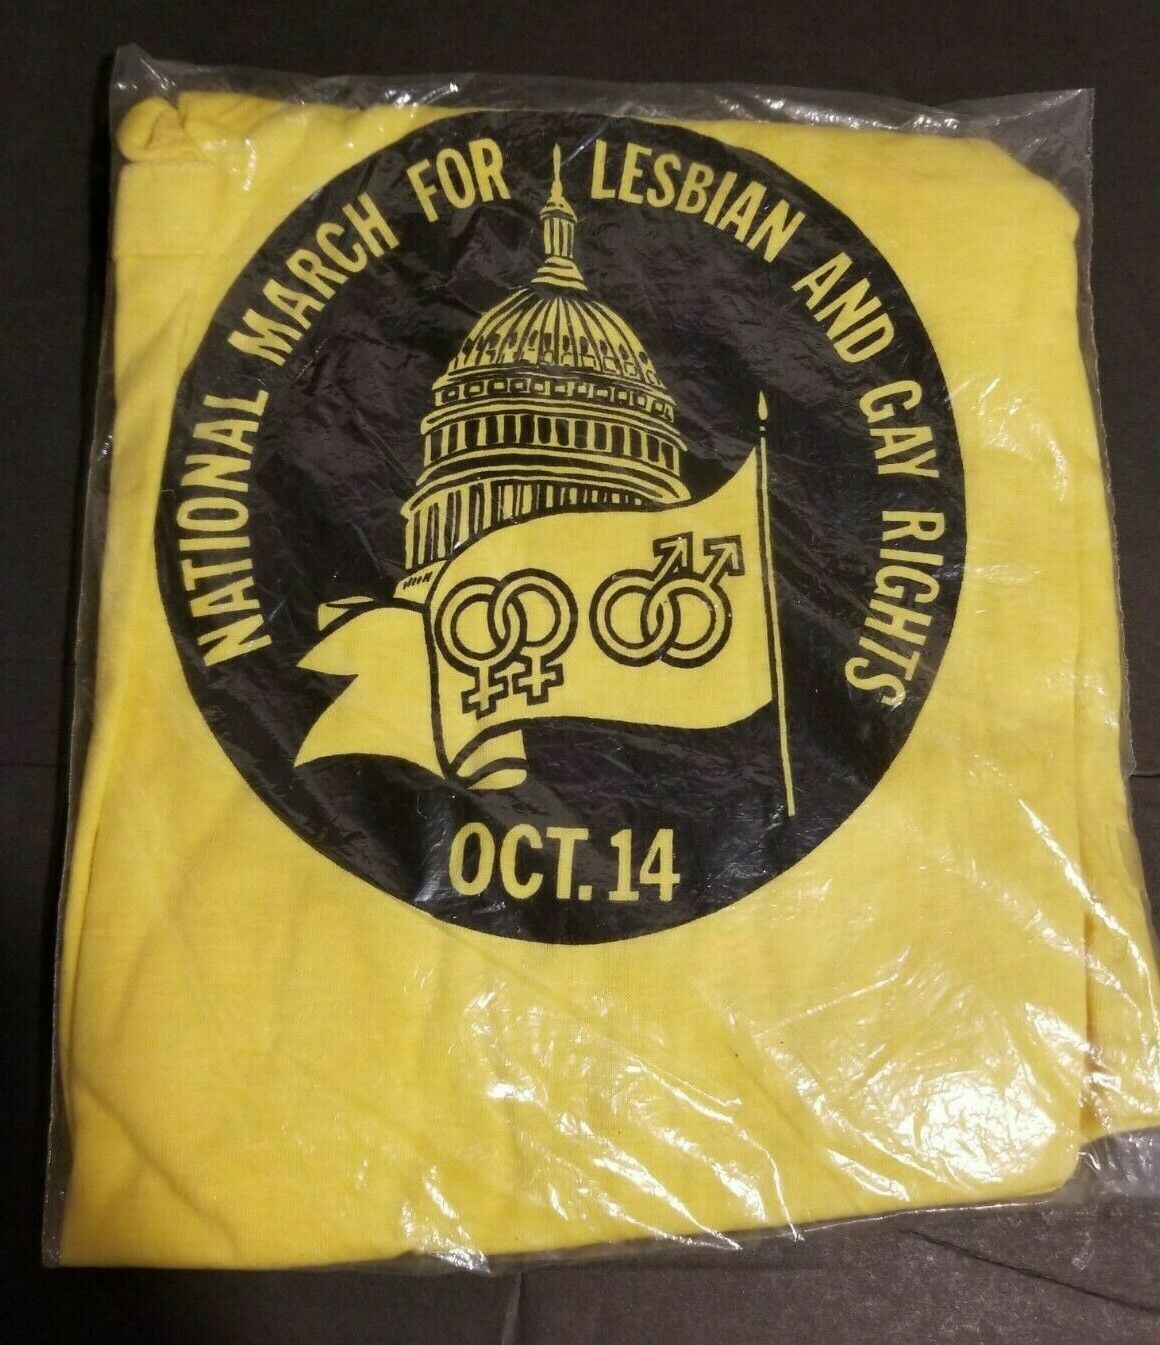 NATIONAL MARCH FOR LESBIAN AND GAY RIGHTS
OCT. 14